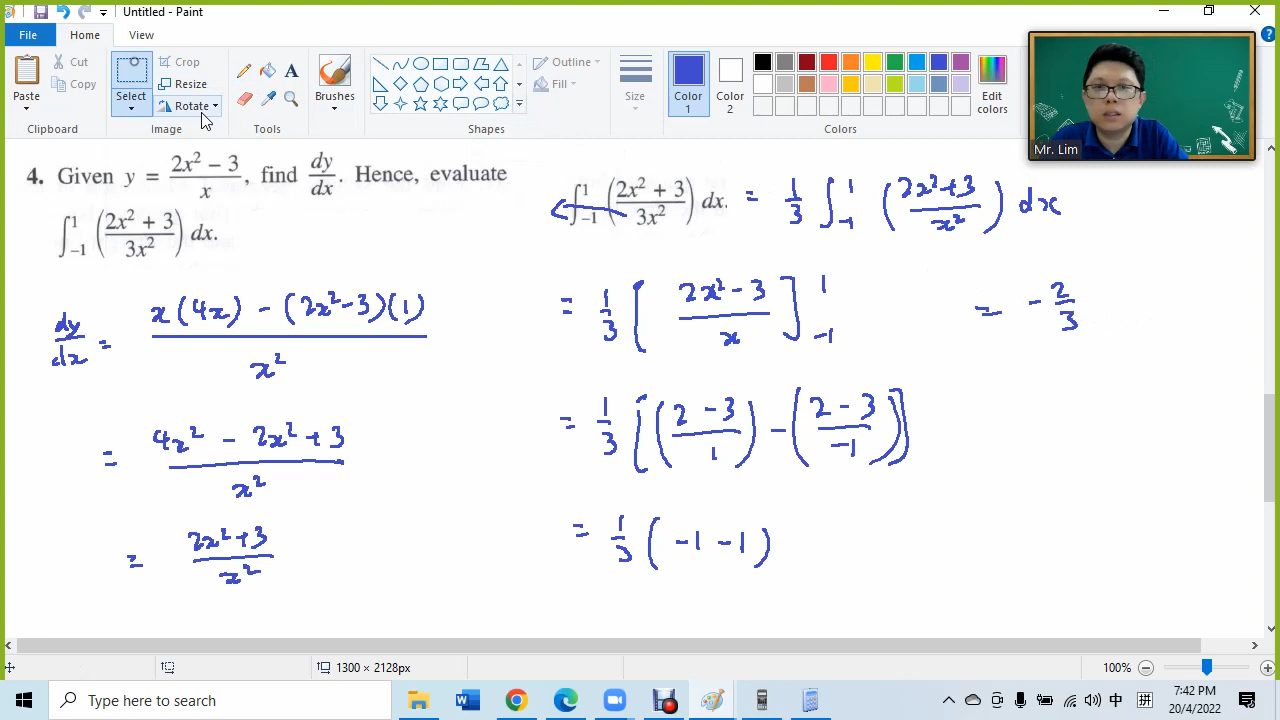 Untitled - Paint
File Home View
Paste
Cut
Copy
Clipboard
Select
Crop
Resize
Rotate
Image
Tools
Brushes
Shapes
Outline
Fill
Size
Color 1
Color 2
Edit colors
Colors
Mr. Lim
4. Given y = (2x² − 3)/x, find dy/dx. Hence, evaluate
∫₋₁¹ ((2x² + 3)/(3x²)) dx.
dy/dx = (x(4x) − (2x²−3)(1))/x²
= (4x² − 2x² + 3)/x²
= (2x²+3)/x²
∫₋₁¹ ((2x² + 3)/(3x²)) dx. = 1/3 ∫₋₁¹ ((2x²+3)/x²) dx
= 1/3 [(2x² − 3)/x]₋₁¹
= 1/3 [((2 − 3)/1) − ((2 − 3)/−1)]
= 1/3 (−1 −1)
= −2/3
1300 × 2128px
100%
Type here to search
中
拼
7:42 PM
20/4/2022